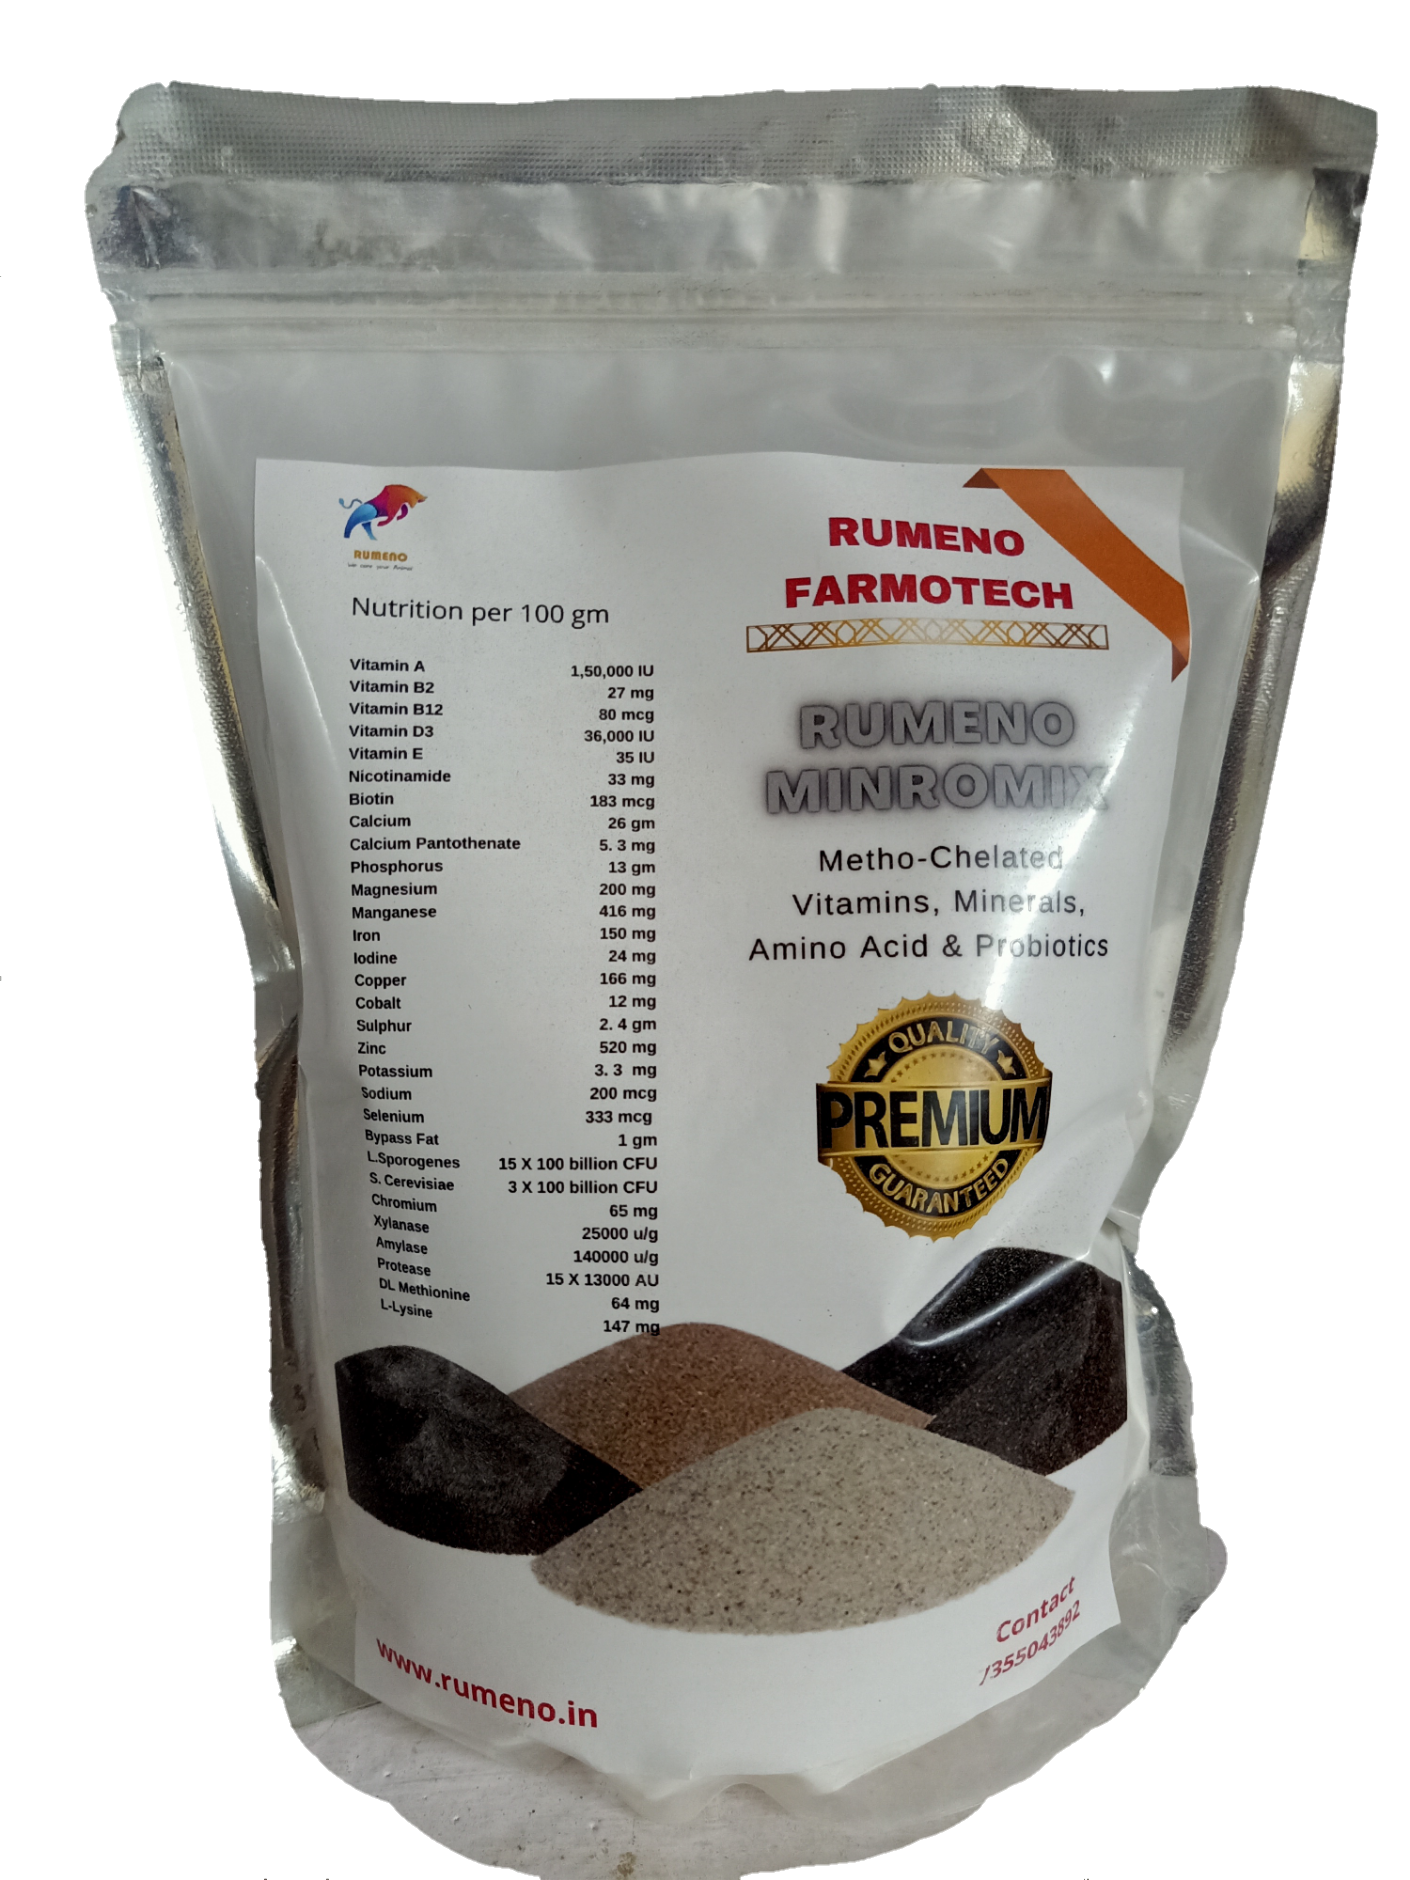 RUMENO
We care your Animal
Nutrition per 100 gm
Vitamin A 1,50,000 IU
Vitamin B2 27 mg
Vitamin B12 80 mcg
Vitamin D3 36,000 IU
Vitamin E 35 IU
Nicotinamide 33 mg
Biotin 183 mcg
Calcium 26 gm
Calcium Pantothenate 5. 3 mg
Phosphorus 13 gm
Magnesium 200 mg
Manganese 416 mg
Iron 150 mg
Iodine 24 mg
Copper 166 mg
Cobalt 12 mg
Sulphur 2. 4 gm
Zinc 520 mg
Potassium 3. 3 mg
Sodium 200 mcg
Selenium 333 mcg
Bypass Fat 1 gm
L.Sporogenes 15 X 100 billion CFU
S. Cerevisiae 3 X 100 billion CFU
Chromium 65 mg
Xylanase 25000 u/g
Amylase 140000 u/g
Protease 15 X 13000 AU
DL Methionine 64 mg
L-Lysine 147 mg
RUMENO
FARMOTECH
RUMENO
MINROMIX
Metho-Chelated
Vitamins, Minerals,
Amino Acid & Probiotics
QUALITY
PREMIUM
GUARANTEED
www.rumeno.in
Contact
7355043892